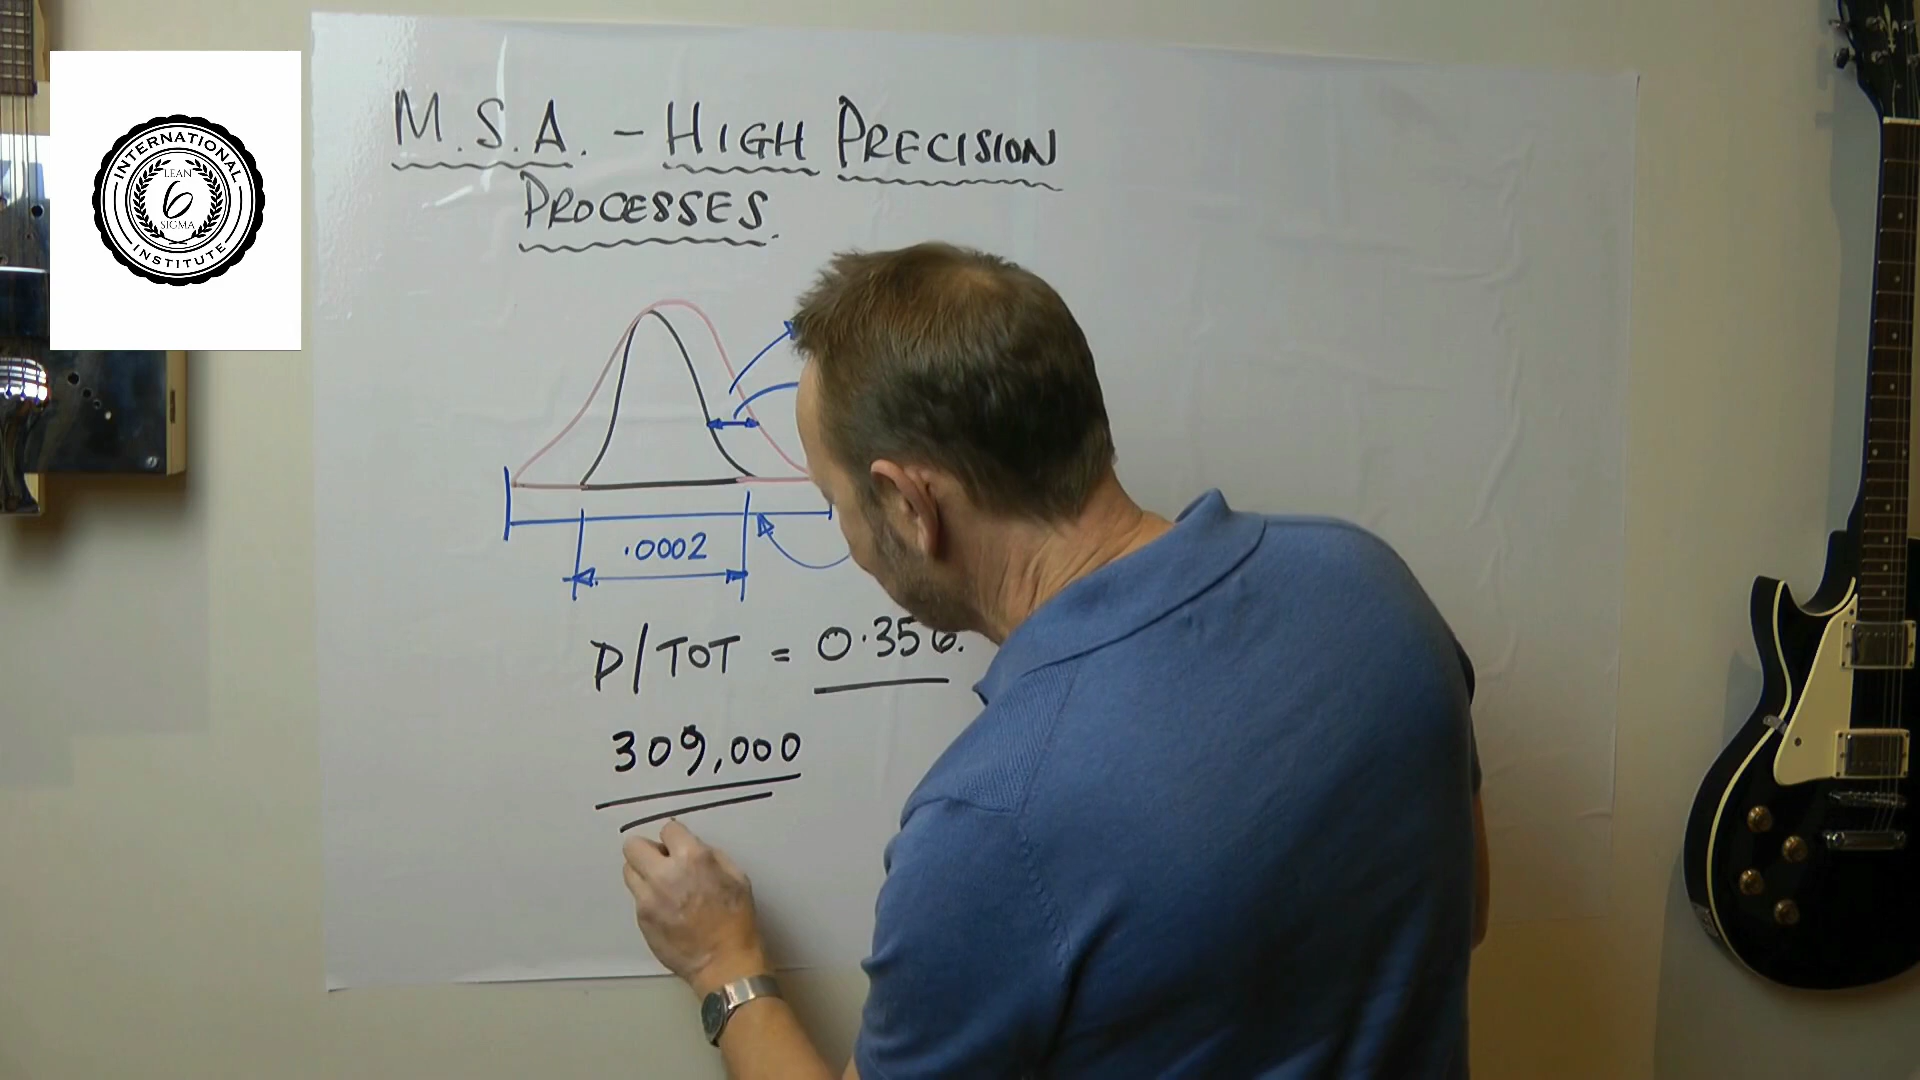 INTERNATIONAL
LEAN
6
SIGMA
INSTITUTE
M.S.A. - HIGH PRECISION
PROCESSES.
.0002
P/TOT = 0.356.
309,000